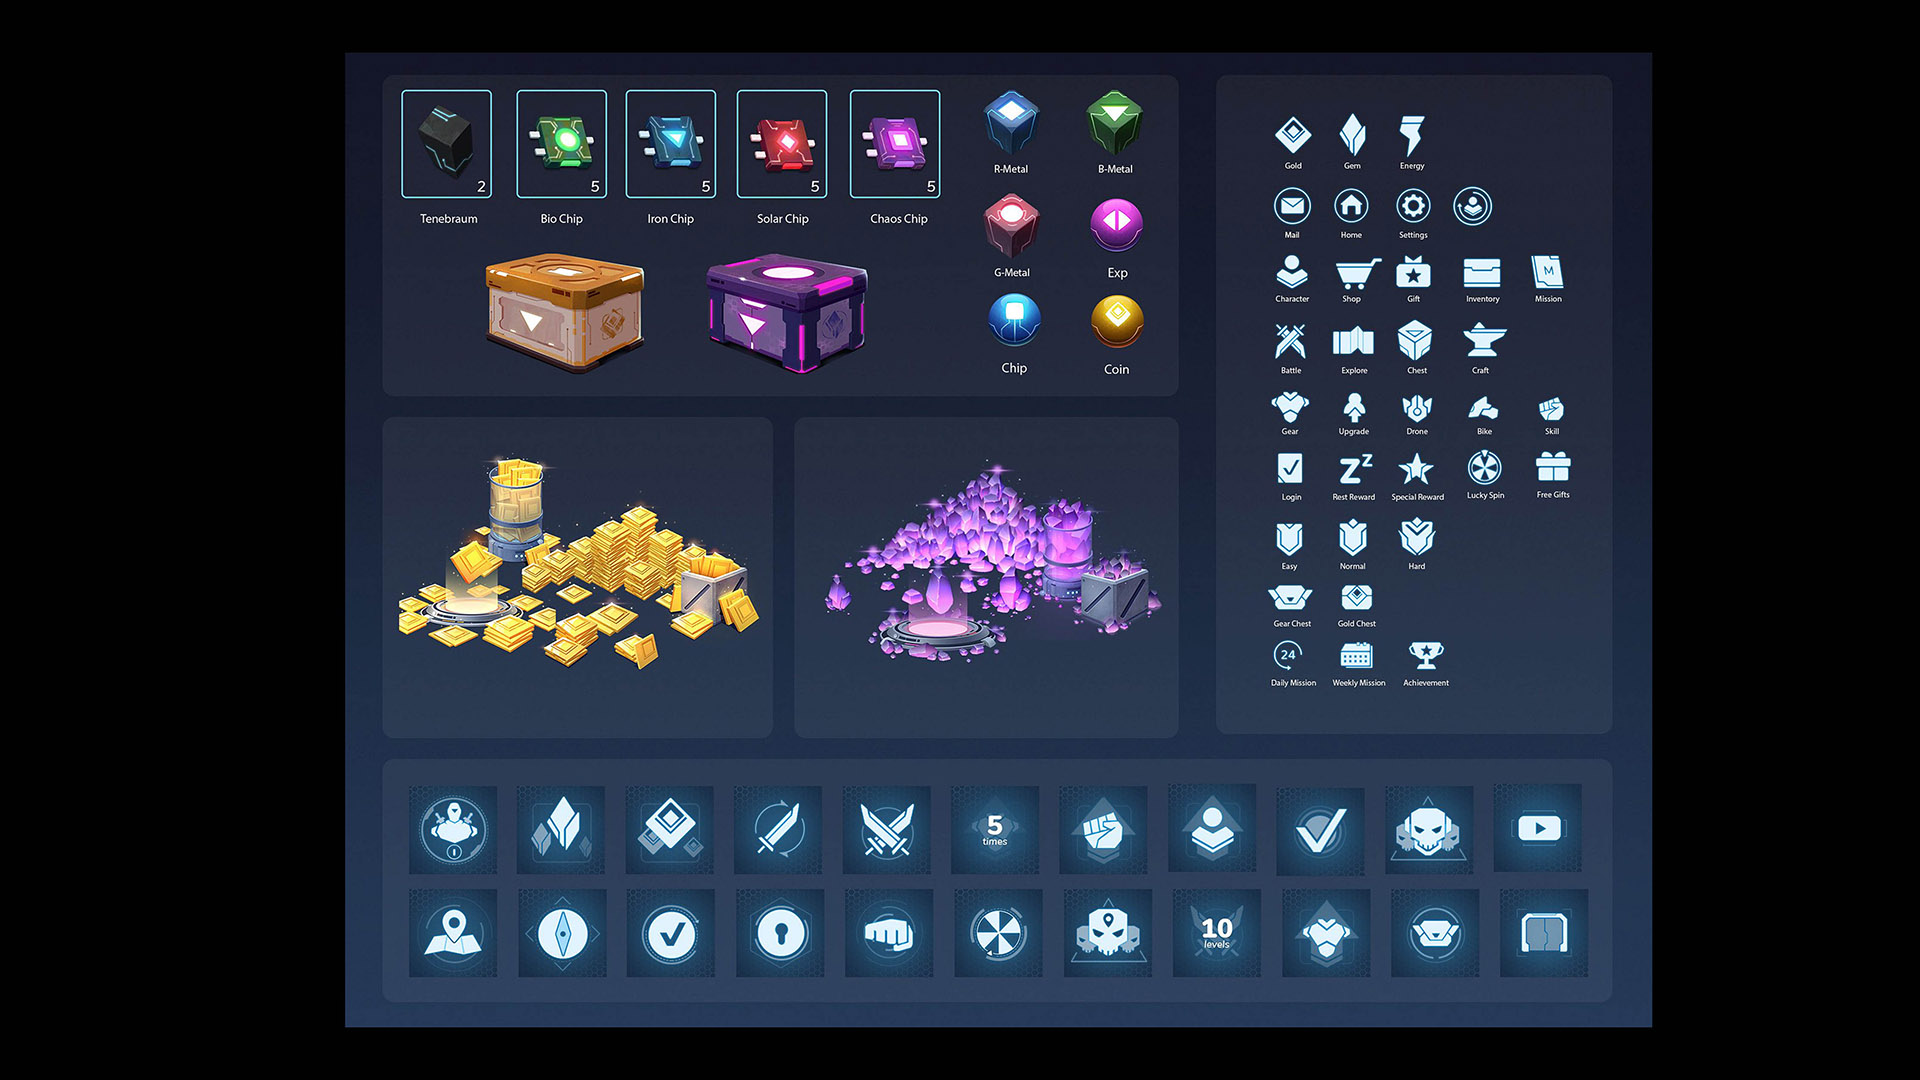 2
5
5
5
5
Tenebraum
Bio Chip
Iron Chip
Solar Chip
Chaos Chip
R-Metal
B-Metal
G-Metal
Exp
Chip
Coin
Gold
Gem
Energy
Mail
Home
Settings
Character
Shop
Gift
Inventory
M
Mission
Battle
Explore
Chest
Craft
Gear
Upgrade
Drone
Bike
Skill
Login
ZZ
Rest Reward
Special Reward
Lucky Spin
Free Gifts
Easy
Normal
Hard
Gear Chest
Gold Chest
24
Daily Mission
Weekly Mission
Achievement
5
times
10
levels